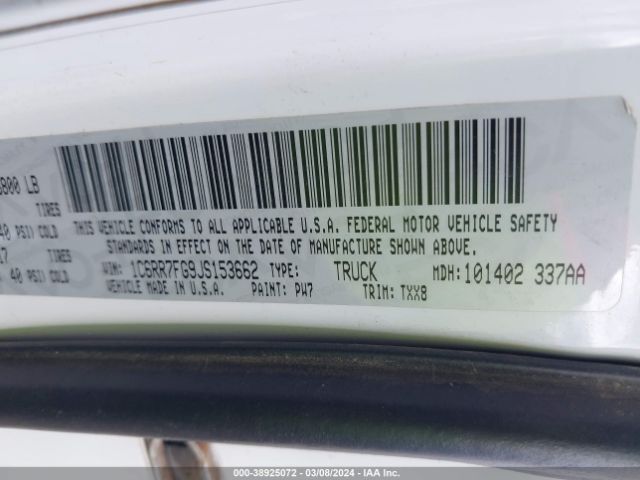 6800 LB
TIRES
40 PSI) COLD
17 TIRES
40 PSI) COLD
THIS VEHICLE CONFORMS TO ALL APPLICABLE U.S.A. FEDERAL MOTOR VEHICLE SAFETY
STANDARDS IN EFFECT ON THE DATE OF MANUFACTURE SHOWN ABOVE.
VIN: 1C6RR7FG9JS153662 TYPE: TRUCK MDH: 101402 337AA
VEHICLE MADE IN U.S.A. PAINT: PW7 TRIM: TXX8
000-38925072 — 03/08/2024 — IAA Inc.